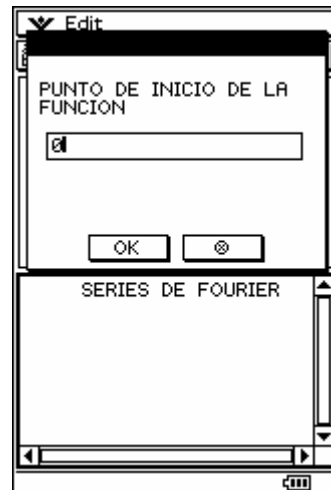 Edit
PUNTO DE INICIO DE LA
FUNCION
0
OK
SERIES DE FOURIER